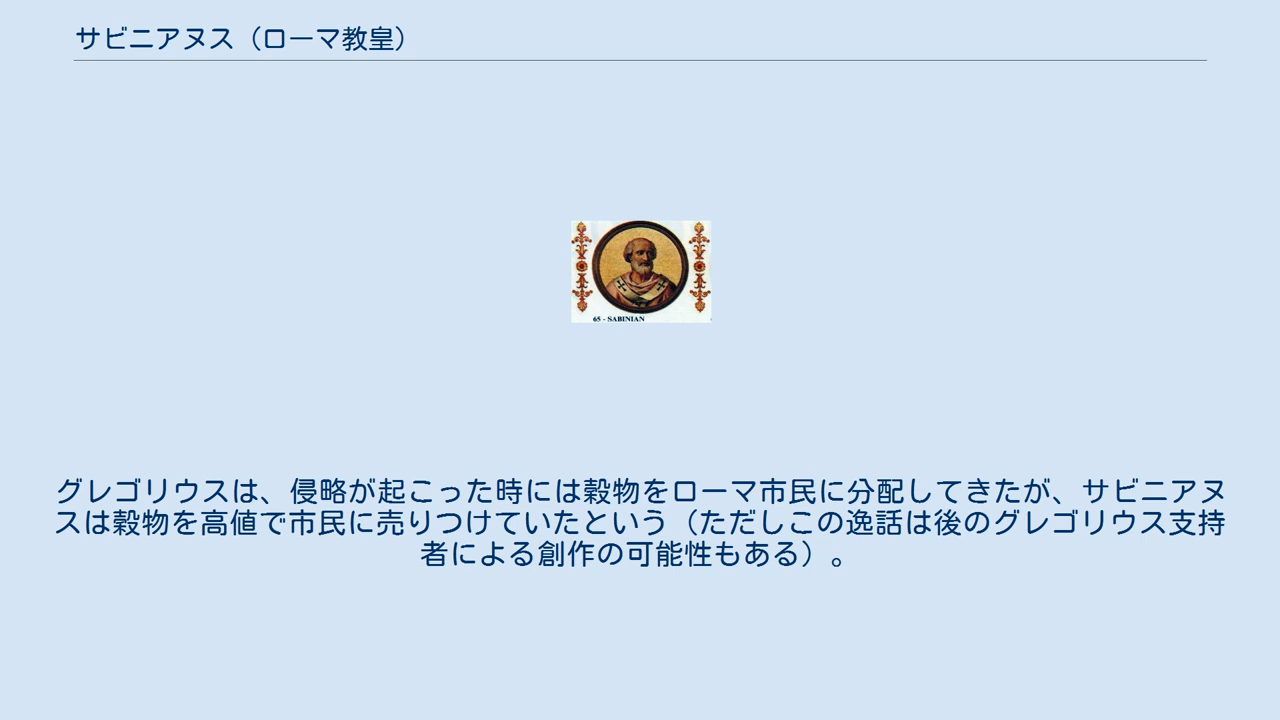 サビニアヌス（ローマ教皇）
65 - SABINIAN
グレゴリウスは、侵略が起こった時には穀物をローマ市民に分配してきたが、サビニアヌ
スは穀物を高値で市民に売りつけていたという（ただしこの逸話は後のグレゴリウス支持
者による創作の可能性もある）。